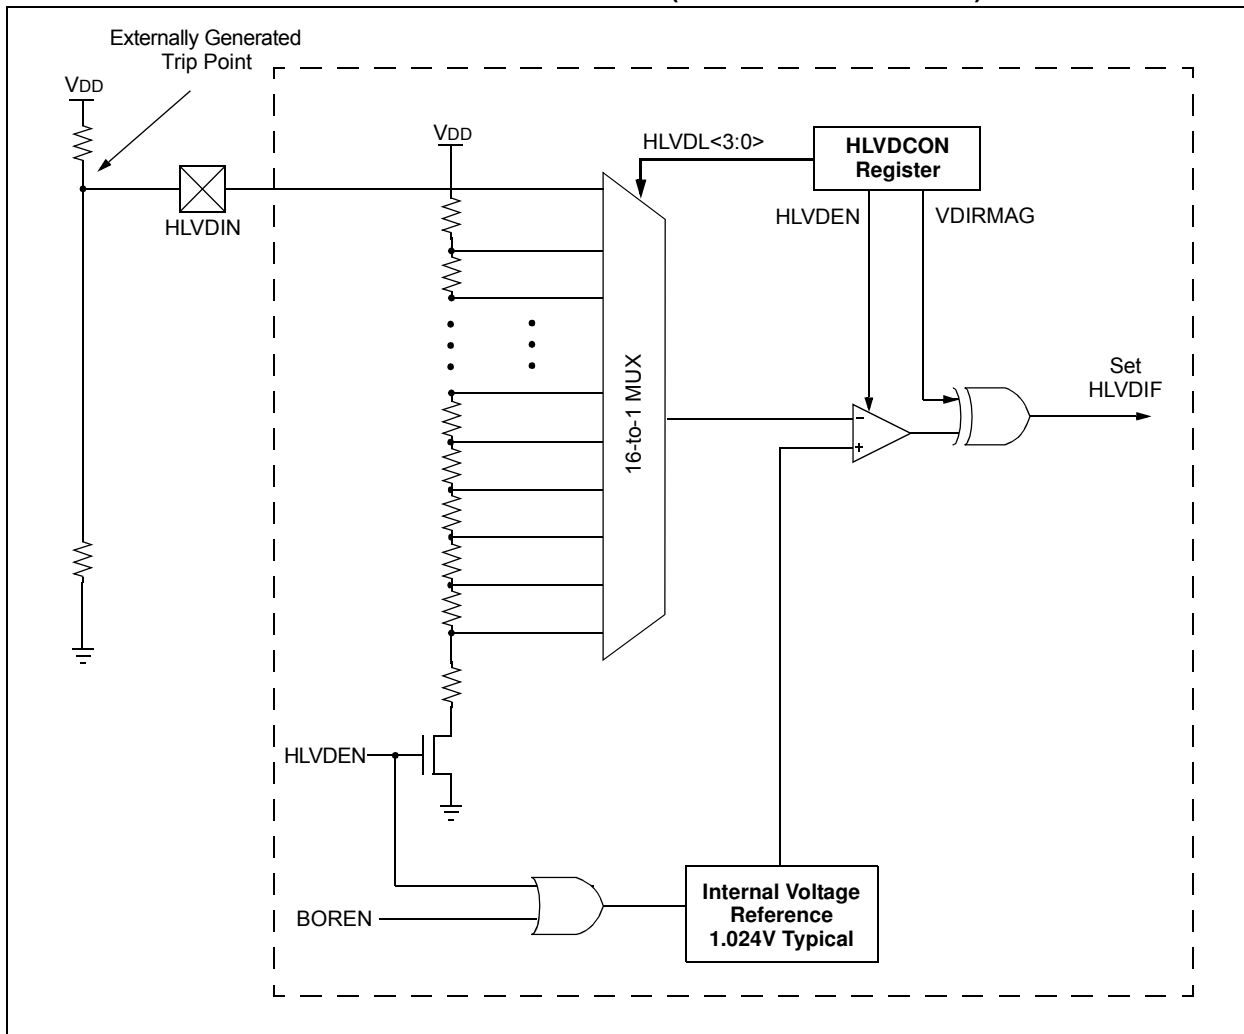 Externally Generated
Trip Point
VDD
VDD
HLVDIN
HLVDL<3:0>
HLVDCON
Register
HLVDEN
VDIRMAG
16-to-1 MUX
-
+
Set
HLVDIF
HLVDEN
BOREN
Internal Voltage
Reference
1.024V Typical